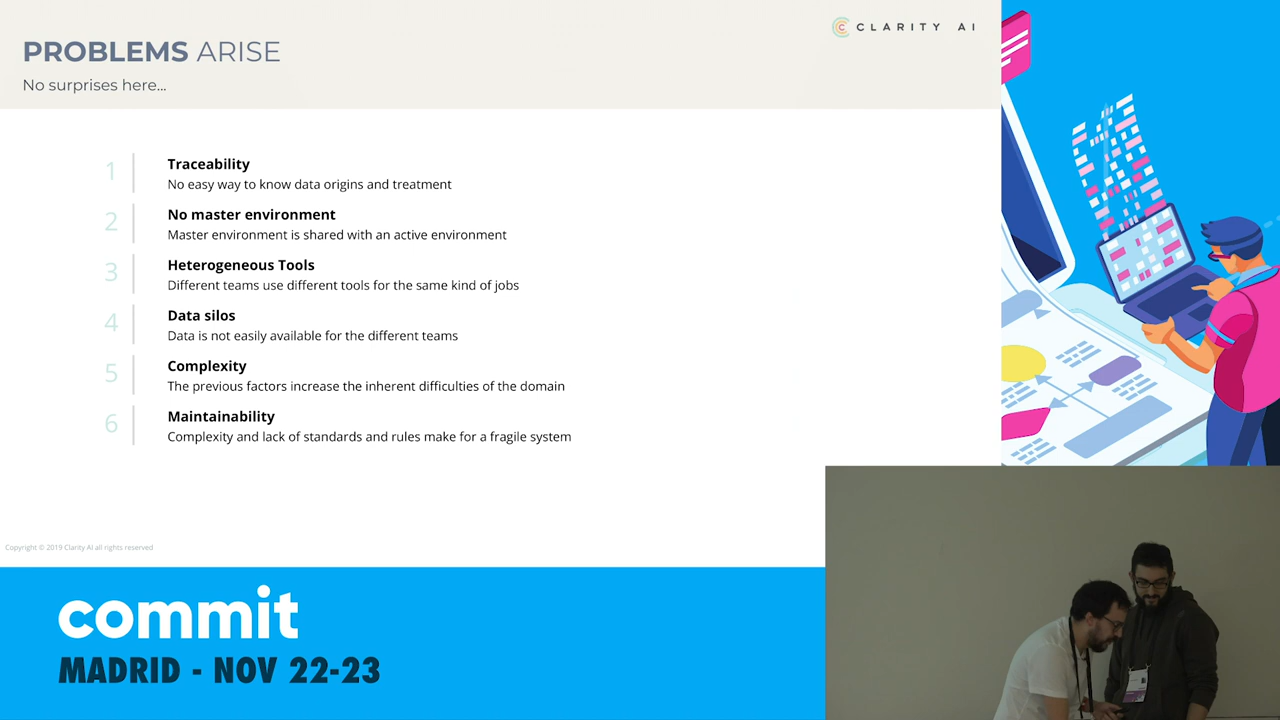 PROBLEMS ARISE
No surprises here...
CLARITY AI
1
Traceability
No easy way to know data origins and treatment
2
No master environment
Master environment is shared with an active environment
3
Heterogeneous Tools
Different teams use different tools for the same kind of jobs
4
Data silos
Data is not easily available for the different teams
5
Complexity
The previous factors increase the inherent difficulties of the domain
6
Maintainability
Complexity and lack of standards and rules make for a fragile system
Copyright © 2019 Clarity AI all rights reserved
commit
MADRID - NOV 22-23